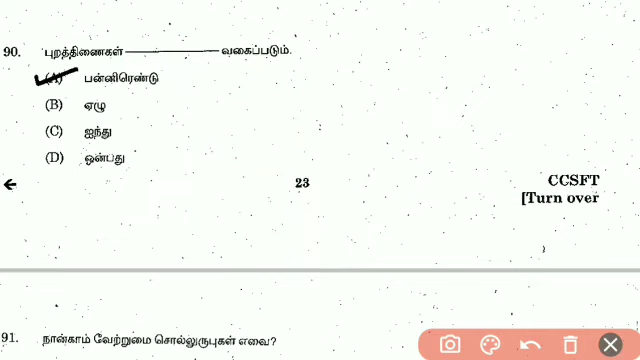 90. புறத்திணைகள் ——————— வகைப்படும்.
(A) பன்னிரெண்டு
(B) ஏழு
(C) ஐந்து
(D) ஒன்பது
← 23 CCSFT
[Turn over
91. நான்காம் வேற்றுமை சொல்லுருபுகள் எவை?